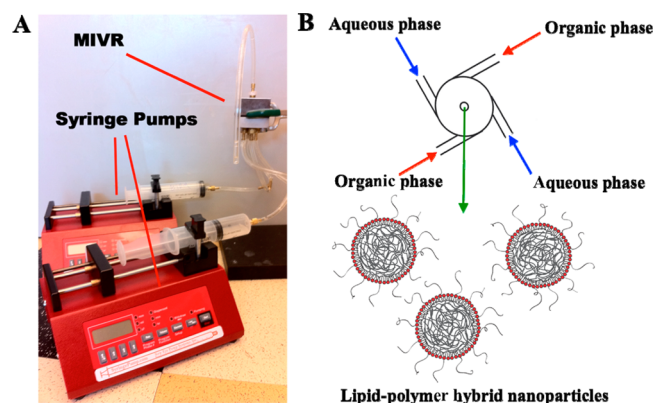 A
MIVR
Syringe Pumps
B
Aqueous phase
Organic phase
Organic phase
Aqueous phase
Lipid-polymer hybrid nanoparticles